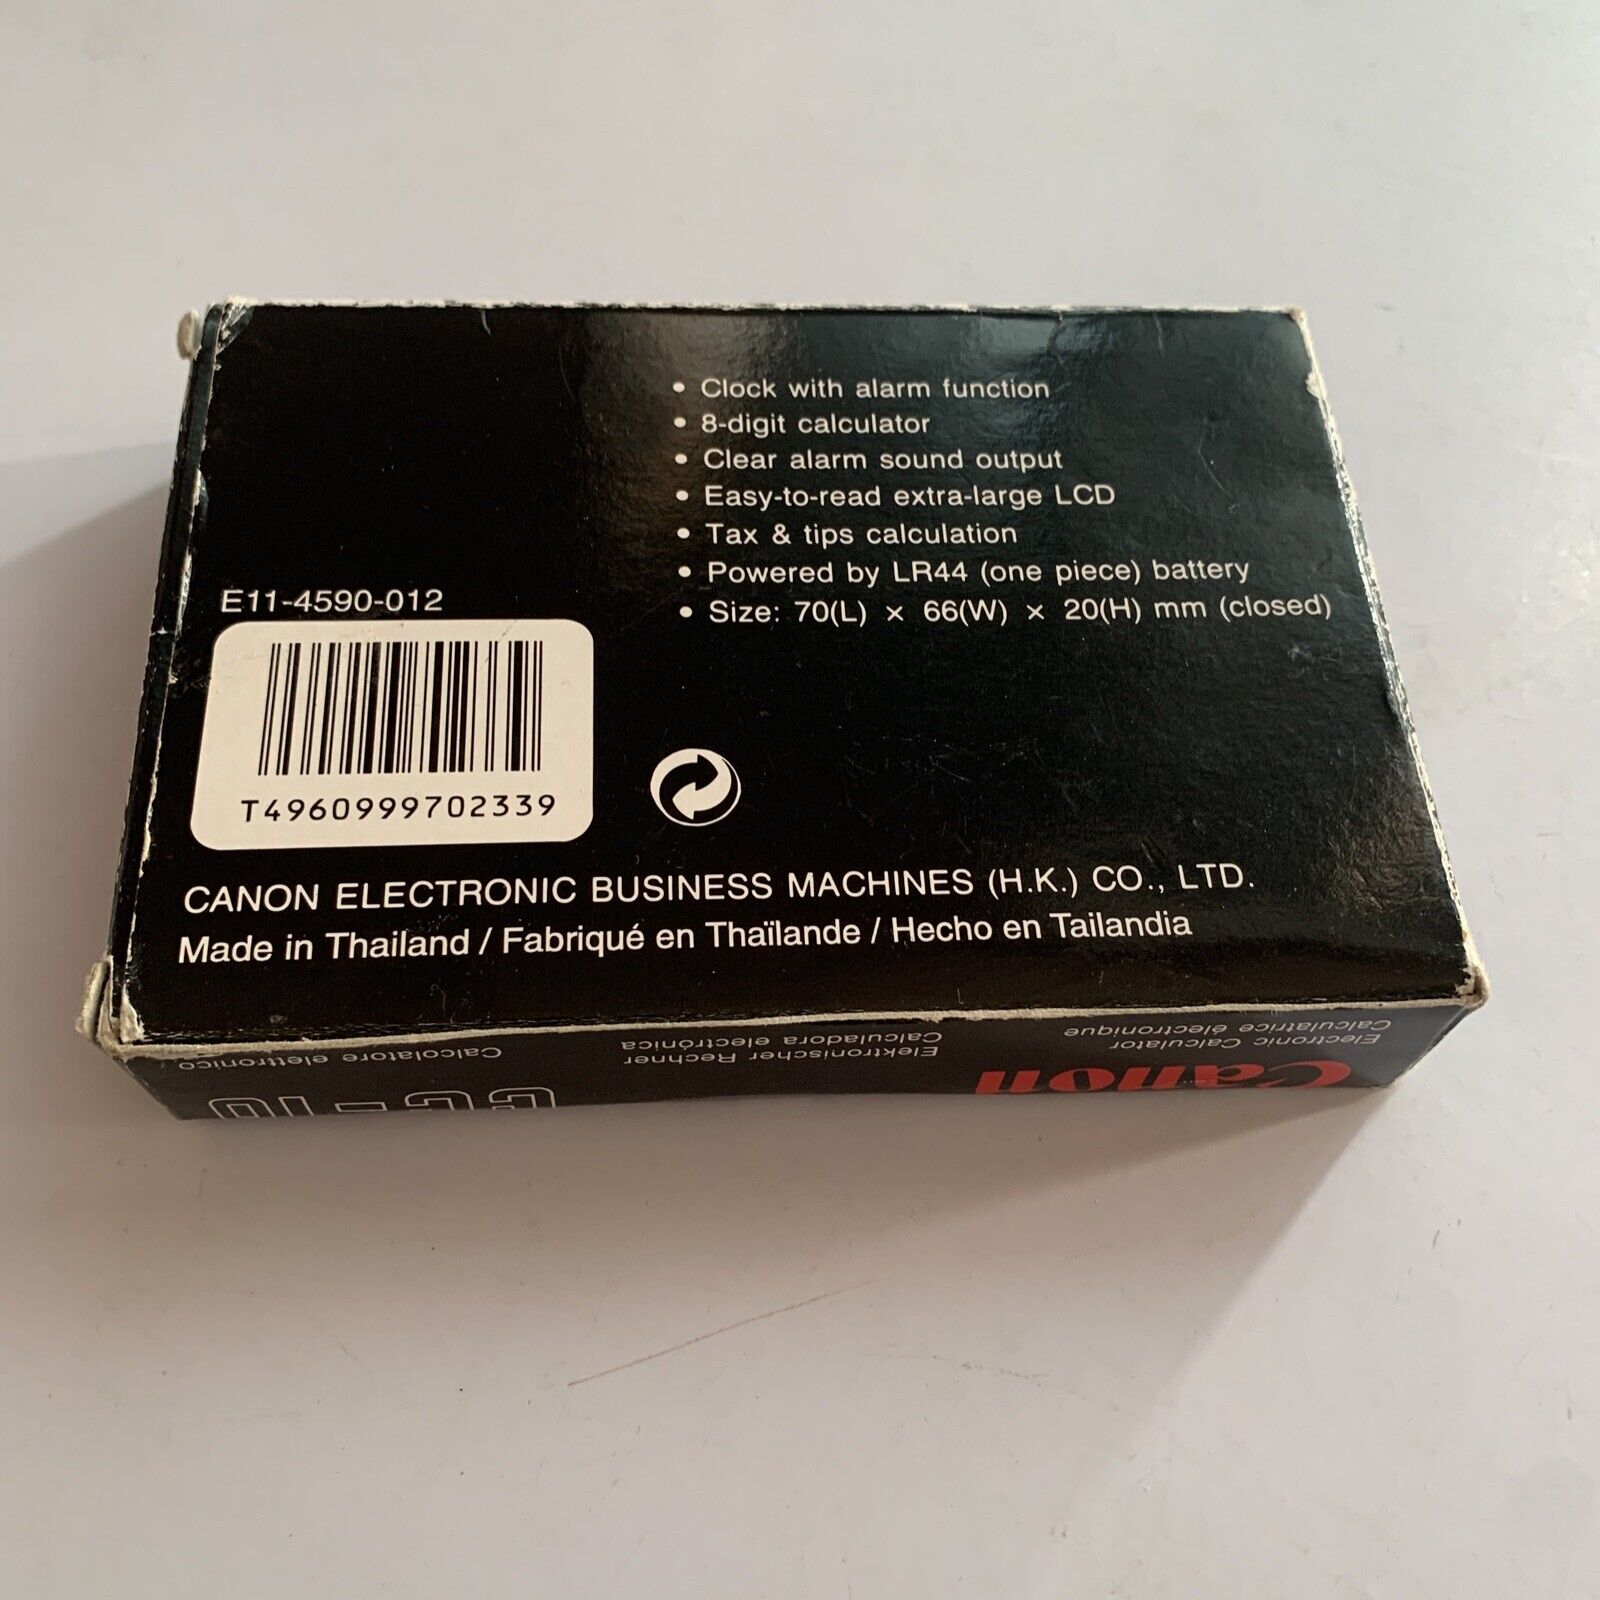 • Clock with alarm function
• 8-digit calculator
• Clear alarm sound output
• Easy-to-read extra-large LCD
• Tax & tips calculation
• Powered by LR44 (one piece) battery
• Size: 70(L) × 66(W) × 20(H) mm (closed)
E11-4590-012
T4960999702339
CANON ELECTRONIC BUSINESS MACHINES (H.K.) CO., LTD.
Made in Thailand / Fabriqué en Thaïlande / Hecho en Tailandia
Canon
Electronic Calculator
Calculatrice électronique
Elektronischer Rechner
Calculadora electrónica
Calcolatore elettronico